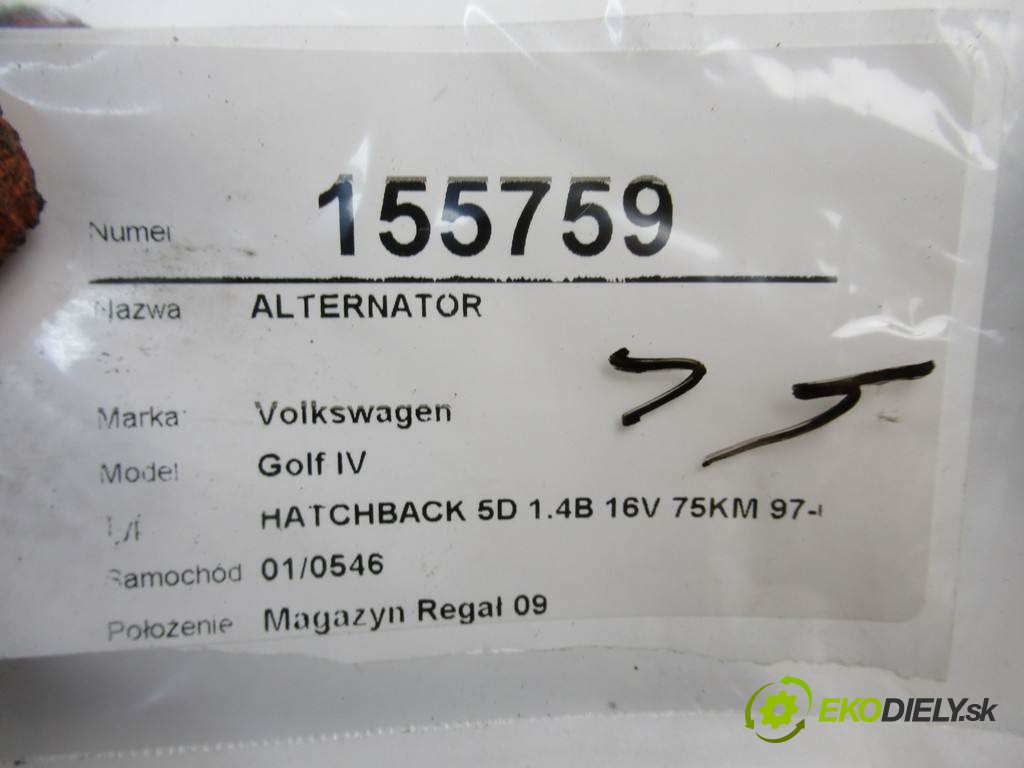 Numer 155759
Nazwa ALTERNATOR
Marka: Volkswagen
Model Golf IV
HATCHBACK 5D 1.4B 16V 75KM 97-
Samochód 01/0546
Położenie Magazyn Regał 09
EKODIELY.sk